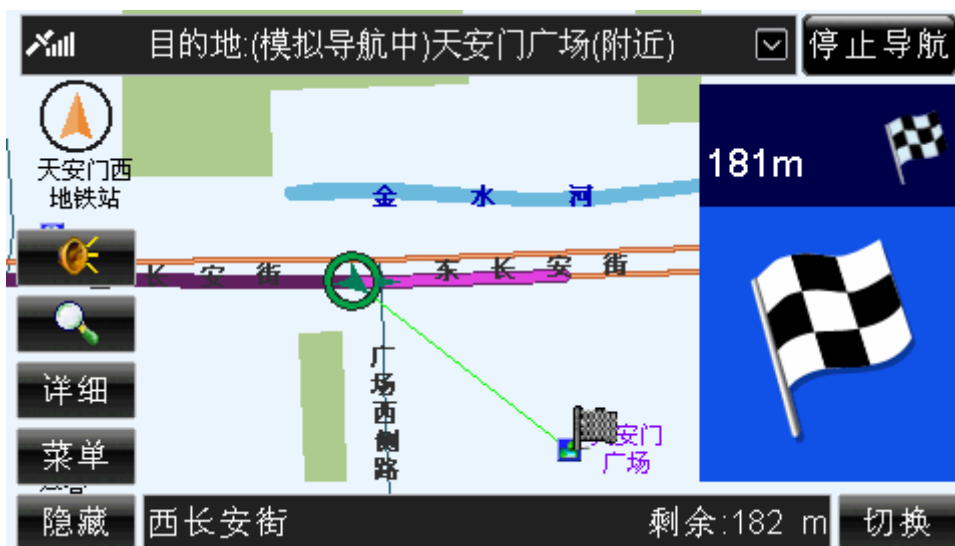 目的地:(模拟导航中)天安门广场(附近)
停止导航
天安门西
地铁站
181m
金水河
长安街
东长安街
广场西侧路
天安门
广场
详细
菜单
隐藏
西长安街
剩余:182 m
切换